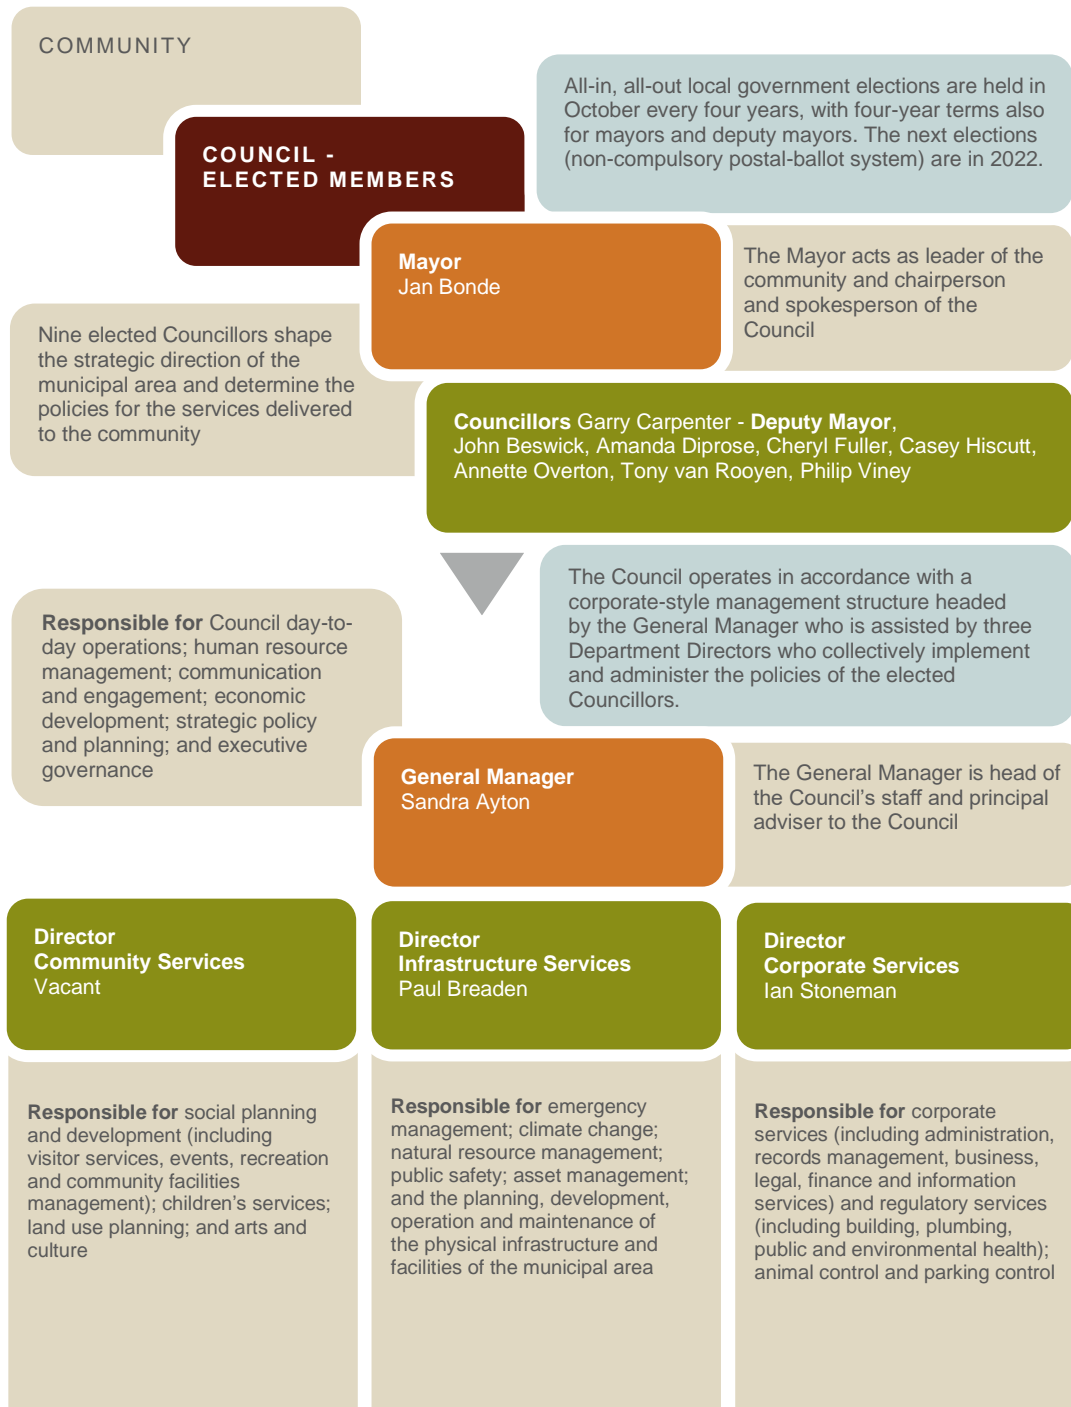 COMMUNITY
All-in, all-out local government elections are held in
October every four years, with four-year terms also
for mayors and deputy mayors. The next elections
(non-compulsory postal-ballot system) are in 2022.
COUNCIL -
ELECTED MEMBERS
Mayor
Jan Bonde
The Mayor acts as leader of the
community and chairperson
and spokesperson of the
Council
Nine elected Councillors shape
the strategic direction of the
municipal area and determine the
policies for the services delivered
to the community
Councillors Garry Carpenter - Deputy Mayor,
John Beswick, Amanda Diprose, Cheryl Fuller, Casey Hiscutt,
Annette Overton, Tony van Rooyen, Philip Viney
The Council operates in accordance with a
corporate-style management structure headed
by the General Manager who is assisted by three
Department Directors who collectively implement
and administer the policies of the elected
Councillors.
Responsible for Council day-to-
day operations; human resource
management; communication
and engagement; economic
development; strategic policy
and planning; and executive
governance
General Manager
Sandra Ayton
The General Manager is head of
the Council's staff and principal
adviser to the Council
Director
Community Services
Vacant
Director
Infrastructure Services
Paul Breaden
Director
Corporate Services
Ian Stoneman
Responsible for social planning
and development (including
visitor services, events, recreation
and community facilities
management); children's services;
land use planning; and arts and
culture
Responsible for emergency
management; climate change;
natural resource management;
public safety; asset management;
and the planning, development,
operation and maintenance of
the physical infrastructure and
facilities of the municipal area
Responsible for corporate
services (including administration,
records management, business,
legal, finance and information
services) and regulatory services
(including building, plumbing,
public and environmental health);
animal control and parking control